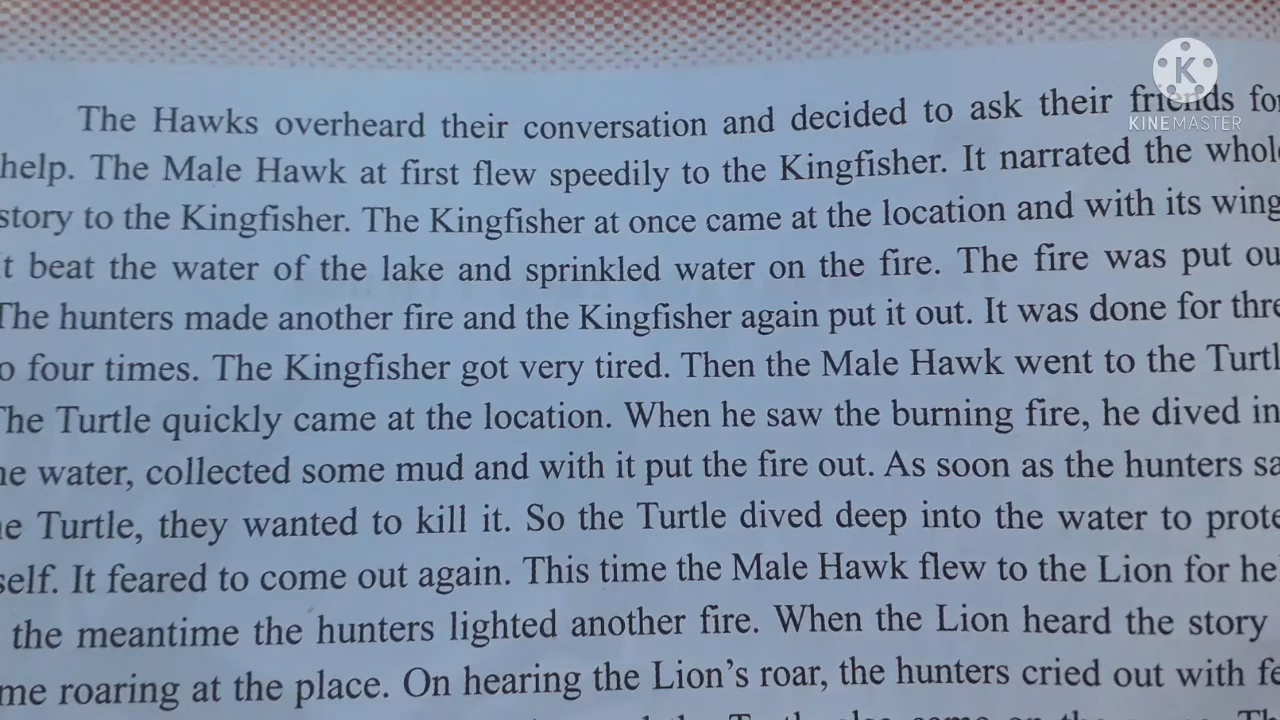 K
KINEMASTER
The Hawks overheard their conversation and decided to ask their friends for
help. The Male Hawk at first flew speedily to the Kingfisher. It narrated the whole
story to the Kingfisher. The Kingfisher at once came at the location and with its wing
t beat the water of the lake and sprinkled water on the fire. The fire was put ou
The hunters made another fire and the Kingfisher again put it out. It was done for thre
o four times. The Kingfisher got very tired. Then the Male Hawk went to the Turtl
The Turtle quickly came at the location. When he saw the burning fire, he dived in
he water, collected some mud and with it put the fire out. As soon as the hunters sa
he Turtle, they wanted to kill it. So the Turtle dived deep into the water to prote
self. It feared to come out again. This time the Male Hawk flew to the Lion for he
the meantime the hunters lighted another fire. When the Lion heard the story
me roaring at the place. On hearing the Lion's roar, the hunters cried out with fe